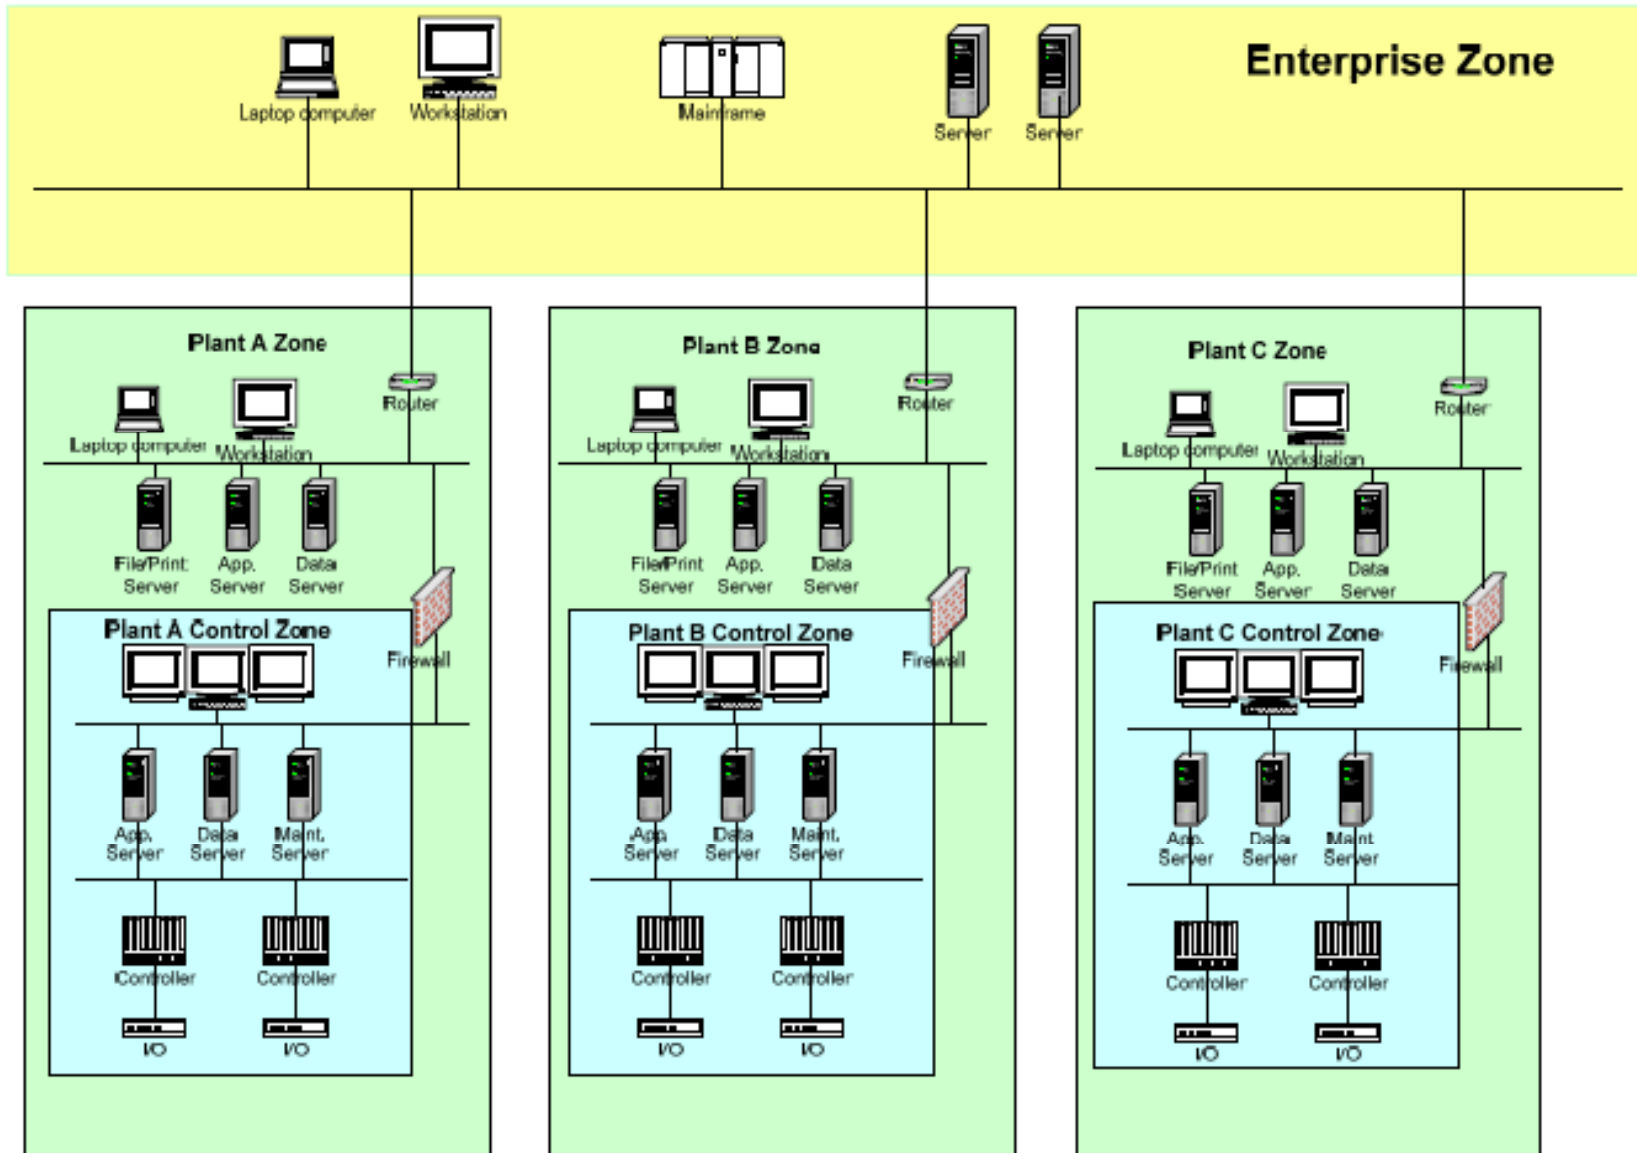 Enterprise Zone
Laptop computer
Workstation
Mainframe
Server
Server
Plant A Zone
Router
Laptop computer
Workstation
File/Print
Server
App.
Server
Data
Server
Plant A Control Zone
Firewall
App.
Server
Data
Server
Maint.
Server
Controller
Controller
I/O
I/O
Plant B Zone
Router
Laptop computer
Workstation
File/Print
Server
App.
Server
Data
Server
Plant B Control Zone
Firewall
App.
Server
Data
Server
Maint.
Server
Controller
Controller
I/O
I/O
Plant C Zone
Router
Laptop computer
Workstation
File/Print
Server
App.
Server
Data
Server
Plant C Control Zone
Firewall
App.
Server
Data
Server
Maint.
Server
Controller
Controller
I/O
I/O